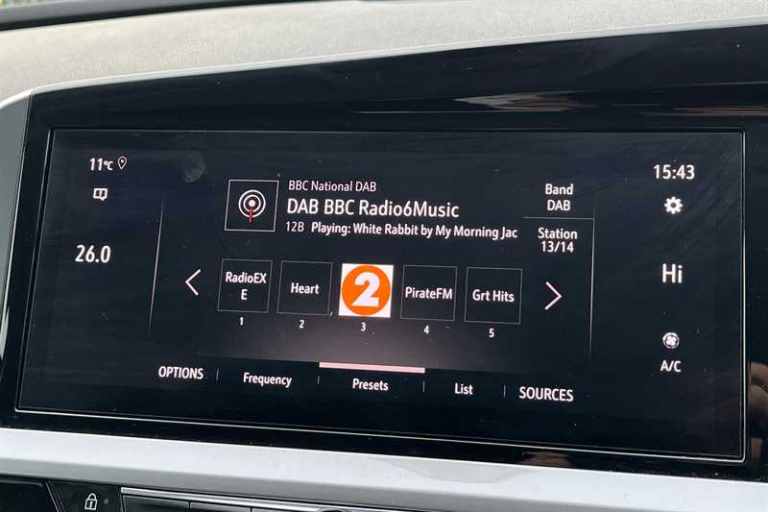 11°C
15:43
BBC National DAB
DAB BBC Radio6Music
12B Playing: White Rabbit by My Morning Jac
Band
DAB
Station
13/14
26.0
Hi
RadioEX
E
Heart
2
PirateFM
Grt Hits
1
2
3
4
5
A/C
OPTIONS
Frequency
Presets
List
SOURCES